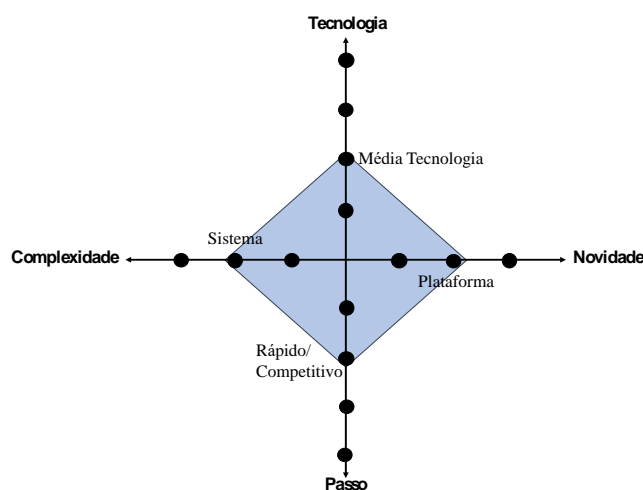 Tecnologia
Média Tecnologia
Sistema
Complexidade
Novidade
Plataforma
Rápido/
Competitivo
Passo